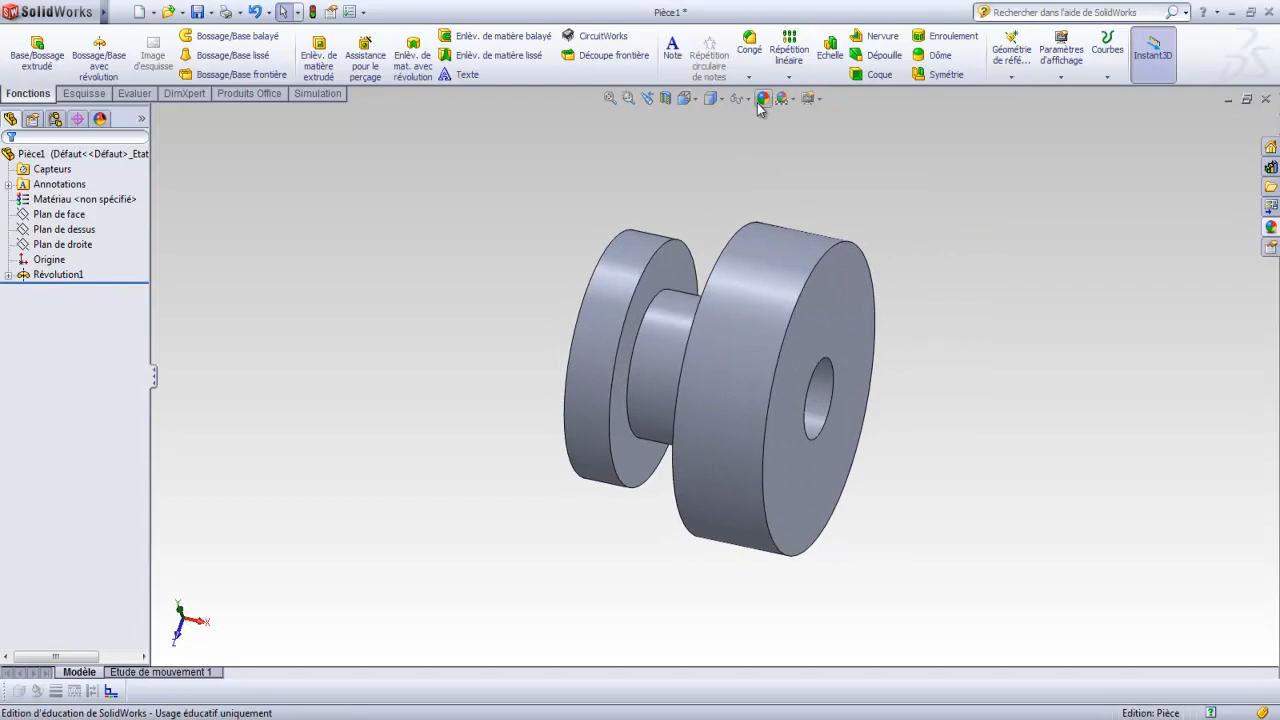 SolidWorks
Pièce1 *
Rechercher dans l'aide de SolidWorks
Base/Bossage extrudé
Bossage/Base avec révolution
Image d'esquisse
Bossage/Base balayé
Bossage/Base lissé
Bossage/Base frontière
Enlèv. de matière extrudé
Assistance pour le perçage
Enlèv. de mat. avec révolution
Enlèv. de matière balayé
Enlèv. de matière lissé
Texte
CircuitWorks
Découpe frontière
Note
Répétition circulaire de notes
Congé
Répétition linéaire
Echelle
Nervure
Dépouille
Coque
Enroulement
Dôme
Symétrie
Géométrie de réfé...
Paramètres d'affichage
Courbes
Instant3D
Fonctions
Esquisse
Evaluer
DimXpert
Produits Office
Simulation
Pièce1 (Défaut<<Défaut>_Etat
Capteurs
Annotations
Matériau <non spécifié>
Plan de face
Plan de dessus
Plan de droite
Origine
Révolution1
Y
X
Z
Modèle
Etude de mouvement 1
Edition d'éducation de SolidWorks - Usage éducatif uniquement
Edition: Pièce